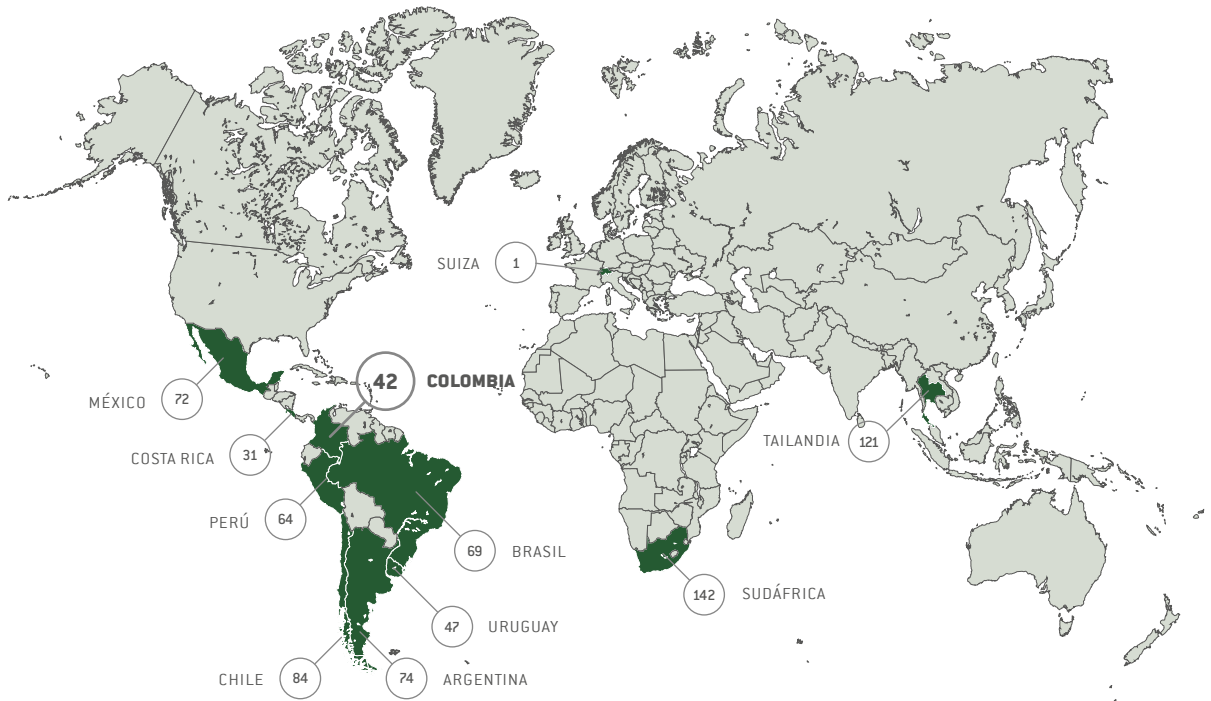 SUIZA 1
42 COLOMBIA
MÉXICO 72
COSTA RICA 31
TAILANDIA 121
PERÚ 64
69 BRASIL
142 SUDÁFRICA
47 URUGUAY
CHILE 84
74 ARGENTINA